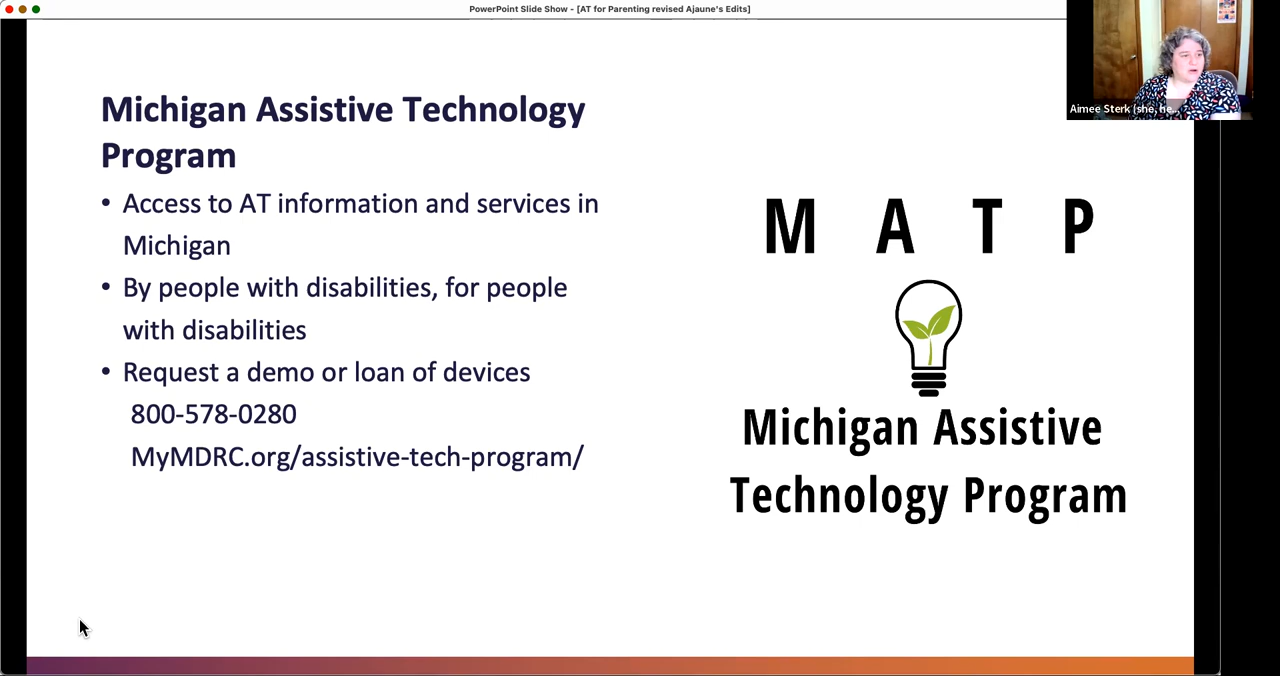 PowerPoint Slide Show - [AT for Parenting revised Ajaune's Edits]
Aimee Sterk (she, he...
Michigan Assistive Technology
Program
• Access to AT information and services in
Michigan
• By people with disabilities, for people
with disabilities
• Request a demo or loan of devices
800-578-0280
MyMDRC.org/assistive-tech-program/
M A T P
Michigan Assistive
Technology Program